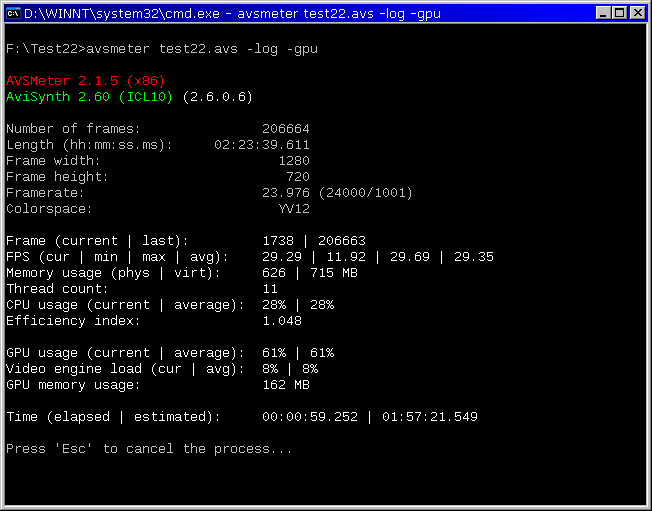 D:\WINNT\system32\cmd.exe - avsmeter test22.avs -log -gpu
F:\Test22>avsmeter test22.avs -log -gpu
AVSMeter 2.1.5 (x86)
AviSynth 2.60 (ICL10) (2.6.0.6)
Number of frames: 206664
Length (hh:mm:ss.ms): 02:23:39.611
Frame width: 1280
Frame height: 720
Framerate: 23.976 (24000/1001)
Colorspace: YV12
Frame (current | last): 1738 | 206663
FPS (cur | min | max | avg): 29.29 | 11.92 | 29.69 | 29.35
Memory usage (phys | virt): 626 | 715 MB
Thread count: 11
CPU usage (current | average): 28% | 28%
Efficiency index: 1.048
GPU usage (current | average): 61% | 61%
Video engine load (cur | avg): 8% | 8%
GPU memory usage: 162 MB
Time (elapsed | estimated): 00:00:59.252 | 01:57:21.549
Press 'Esc' to cancel the process...